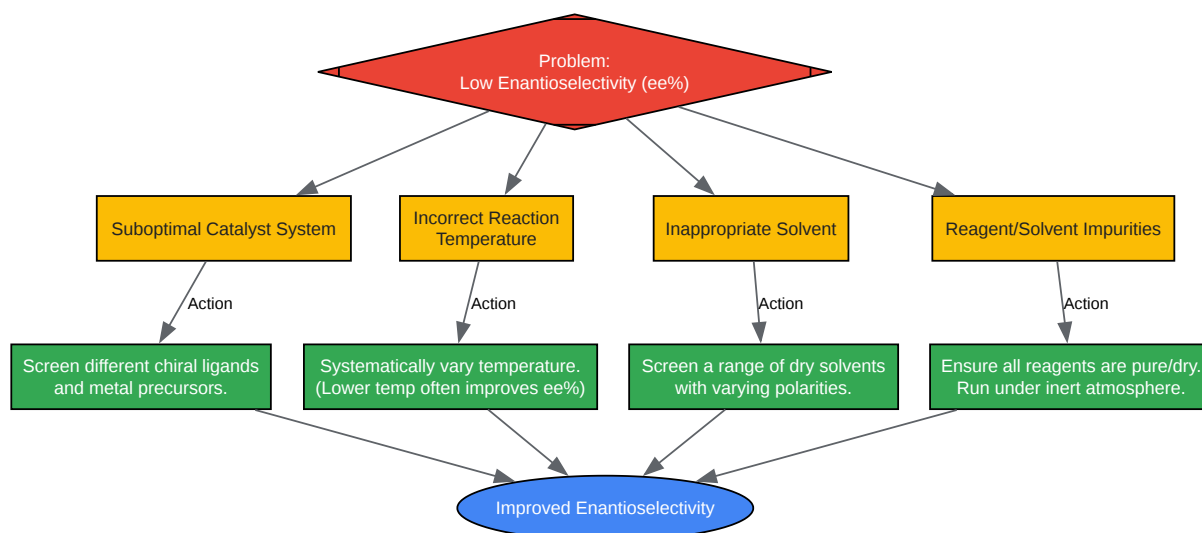 Problem:
Low Enantioselectivity (ee%)
Suboptimal Catalyst System
Incorrect Reaction
Temperature
Inappropriate Solvent
Reagent/Solvent Impurities
Action
Action
Action
Action
Screen different chiral ligands
and metal precursors.
Systematically vary temperature.
(Lower temp often improves ee%)
Screen a range of dry solvents
with varying polarities.
Ensure all reagents are pure/dry.
Run under inert atmosphere.
Improved Enantioselectivity